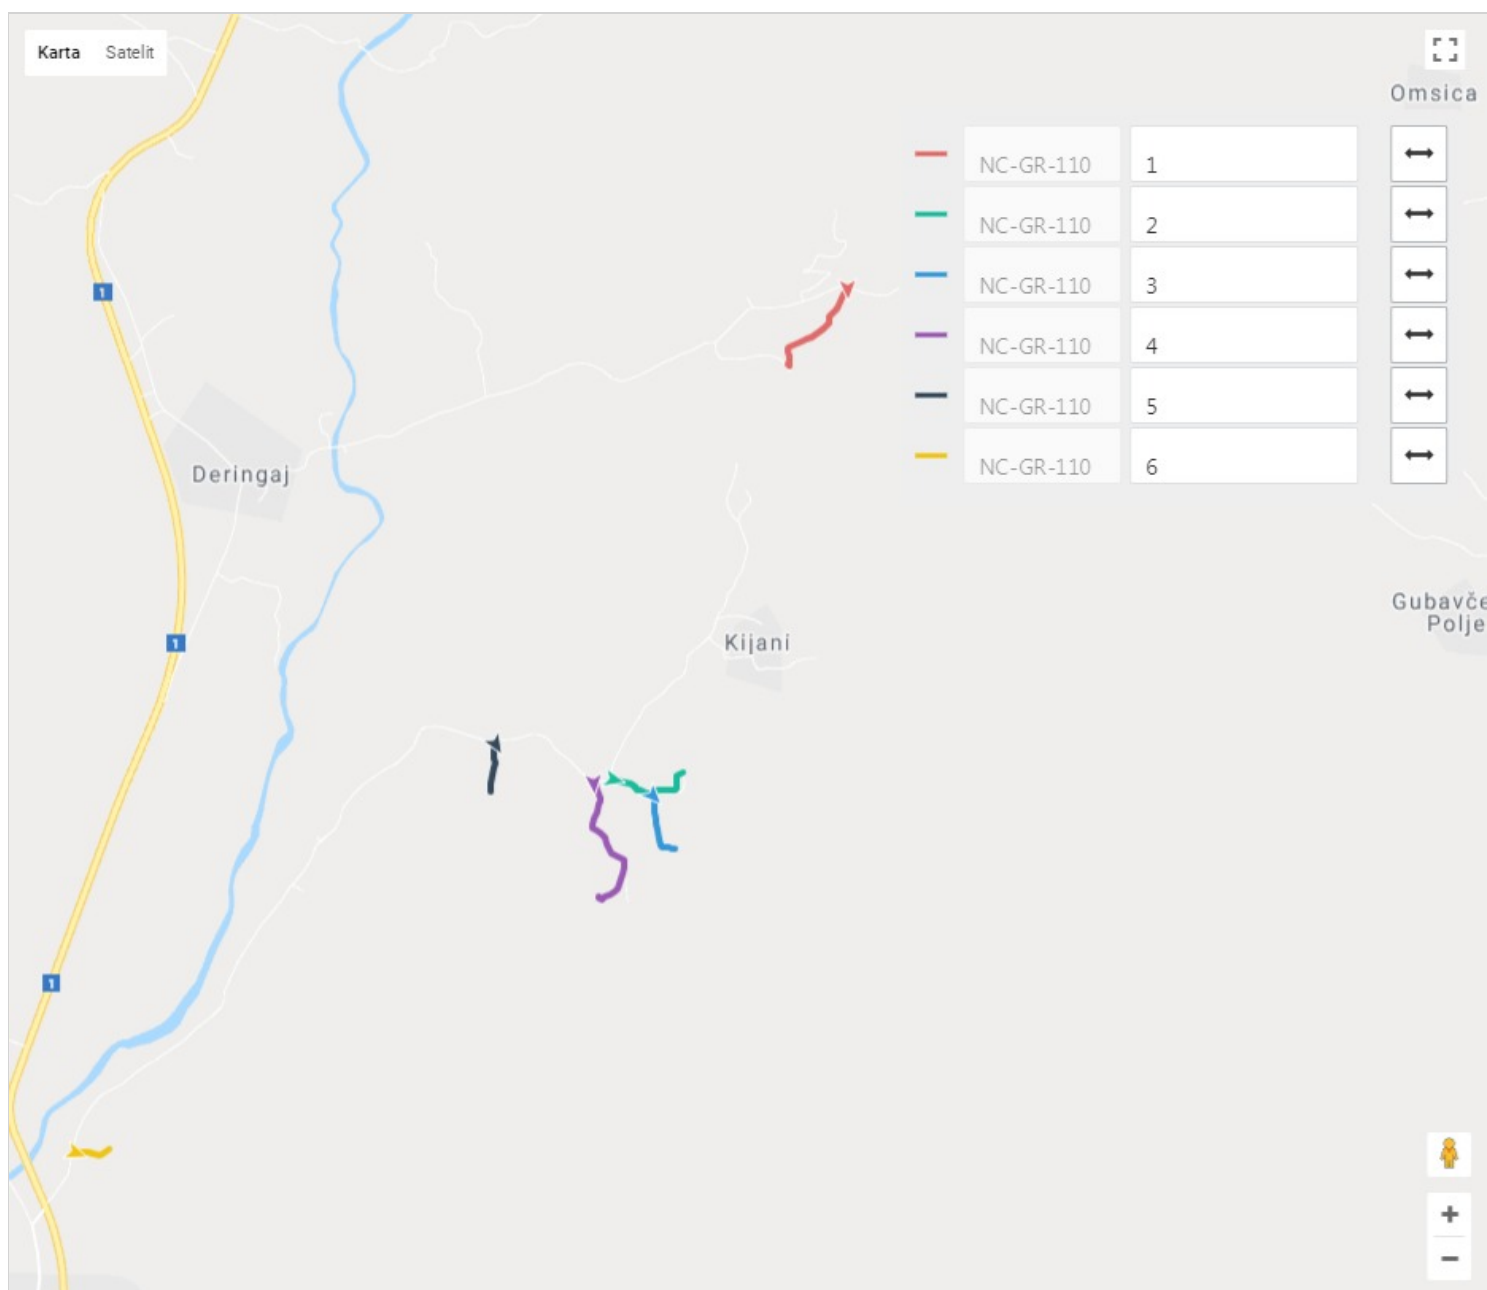 Karta Satelit
Omsica
NC-GR-110 1
NC-GR-110 2
NC-GR-110 3
1
NC-GR-110 4
NC-GR-110 5
NC-GR-110 6
Deringaj
Gubavče
Polje
1
Kijani
1